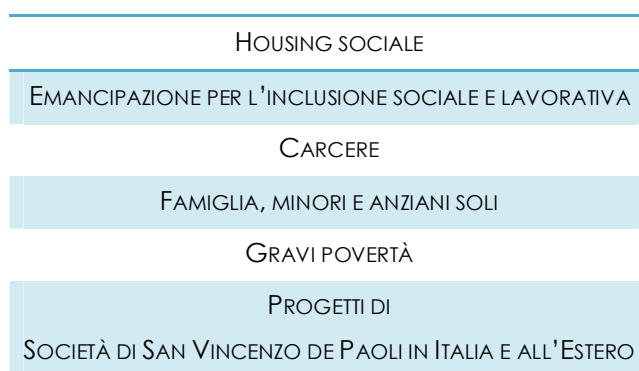 HOUSING SOCIALE
EMANCIPAZIONE PER L'INCLUSIONE SOCIALE E LAVORATIVA
CARCERE
FAMIGLIA, MINORI E ANZIANI SOLI
GRAVI POVERTÀ
PROGETTI DI
SOCIETÀ DI SAN VINCENZO DE PAOLI IN ITALIA E ALL'ESTERO